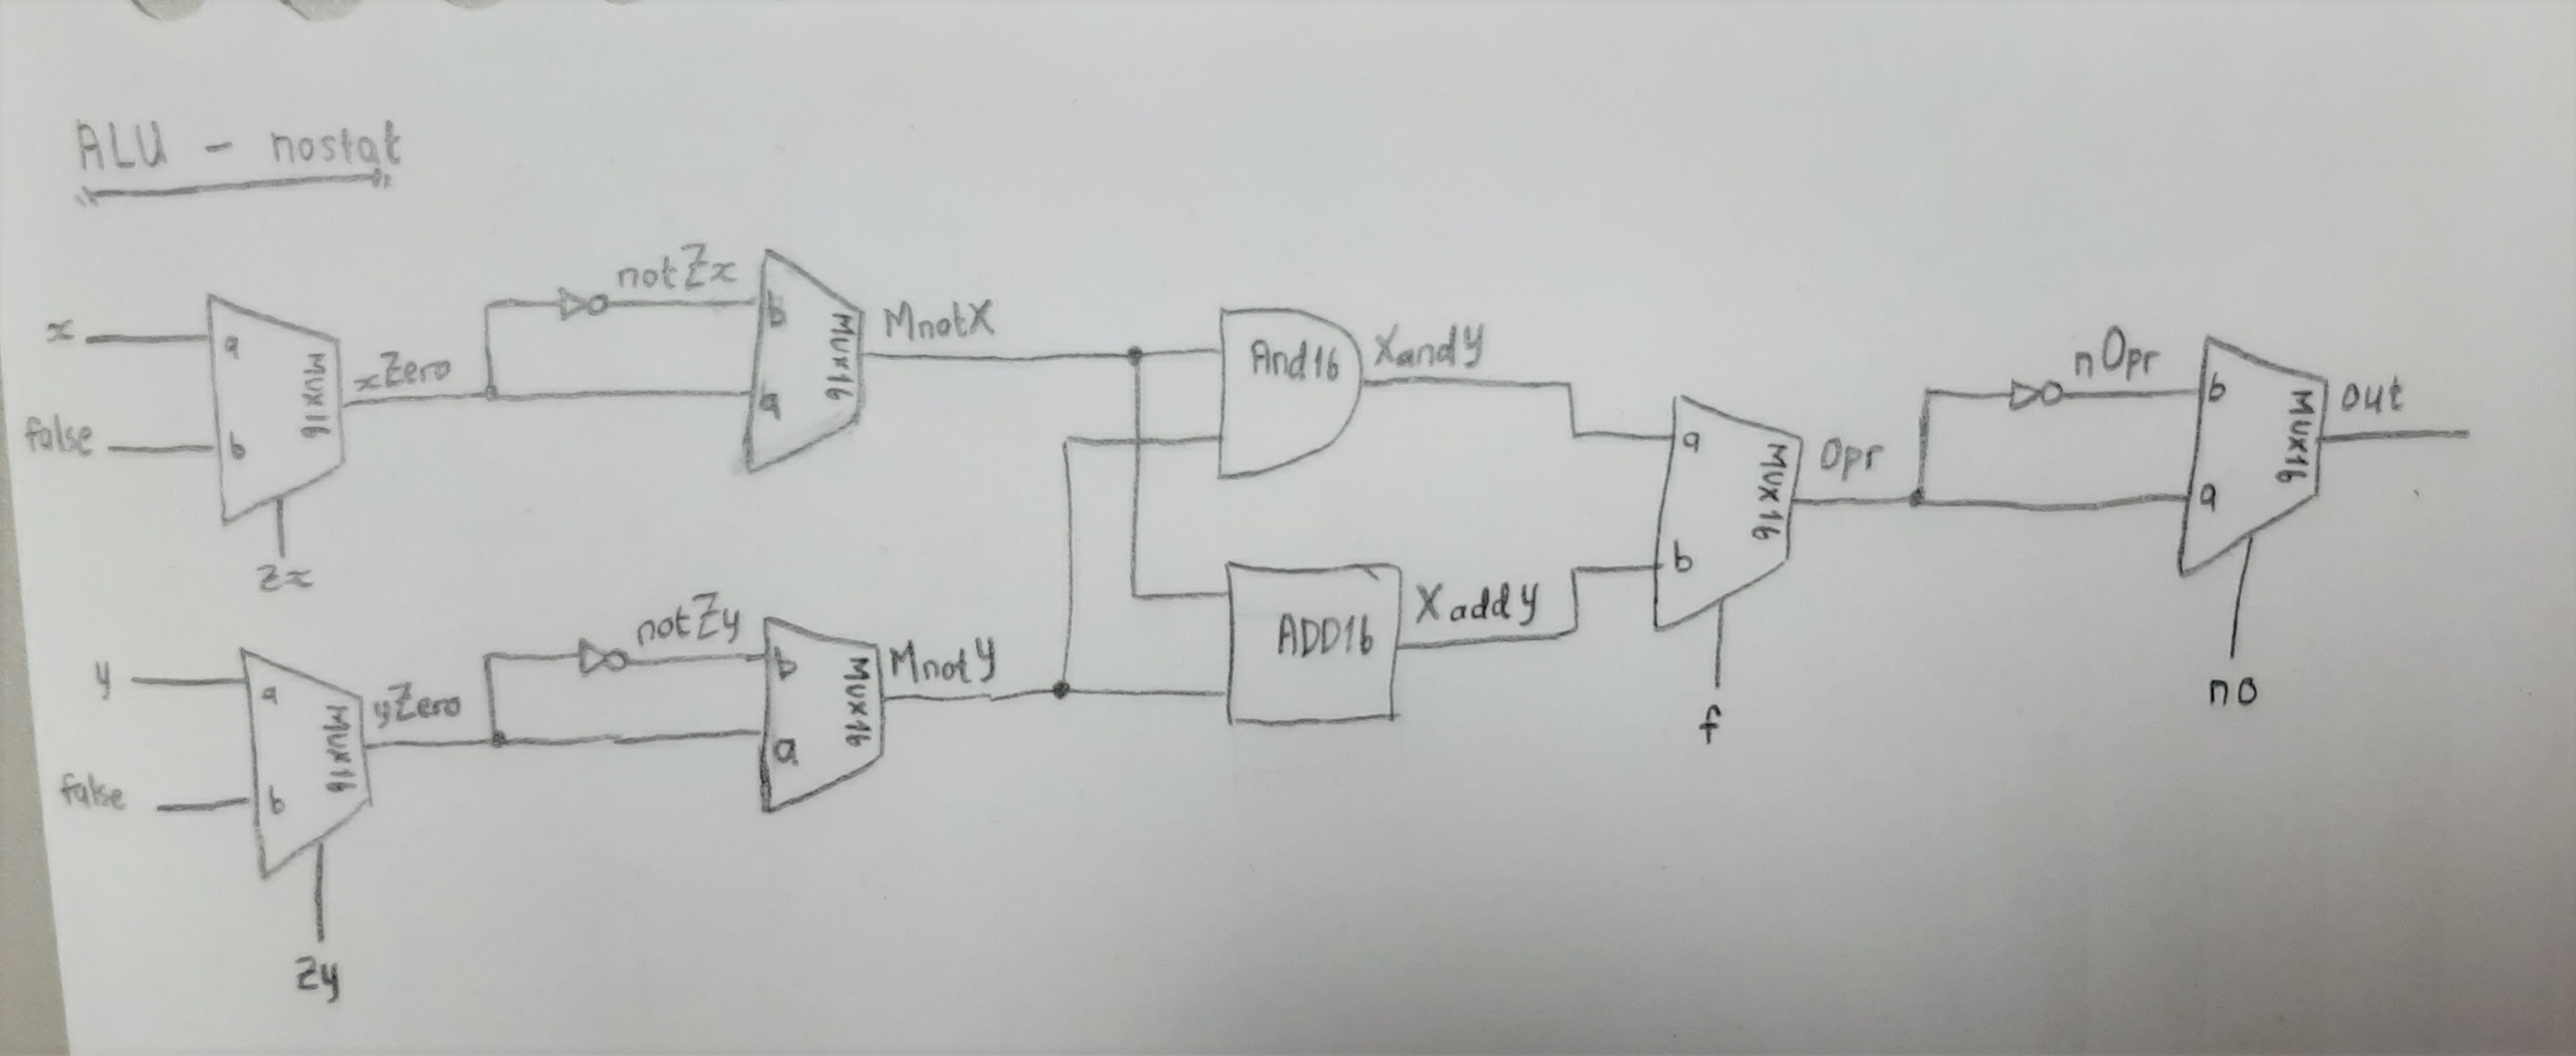 ALU - nostat
x
a
false
b
Mux16
zx
xZero
notZx
b
a
Mux16
MnotX
y
a
false
b
Mux16
zy
yZero
notZy
b
a
Mux16
MnotY
And16
XandY
ADD16
XaddY
a
b
Mux16
f
Opr
nOpr
b
a
Mux16
no
out